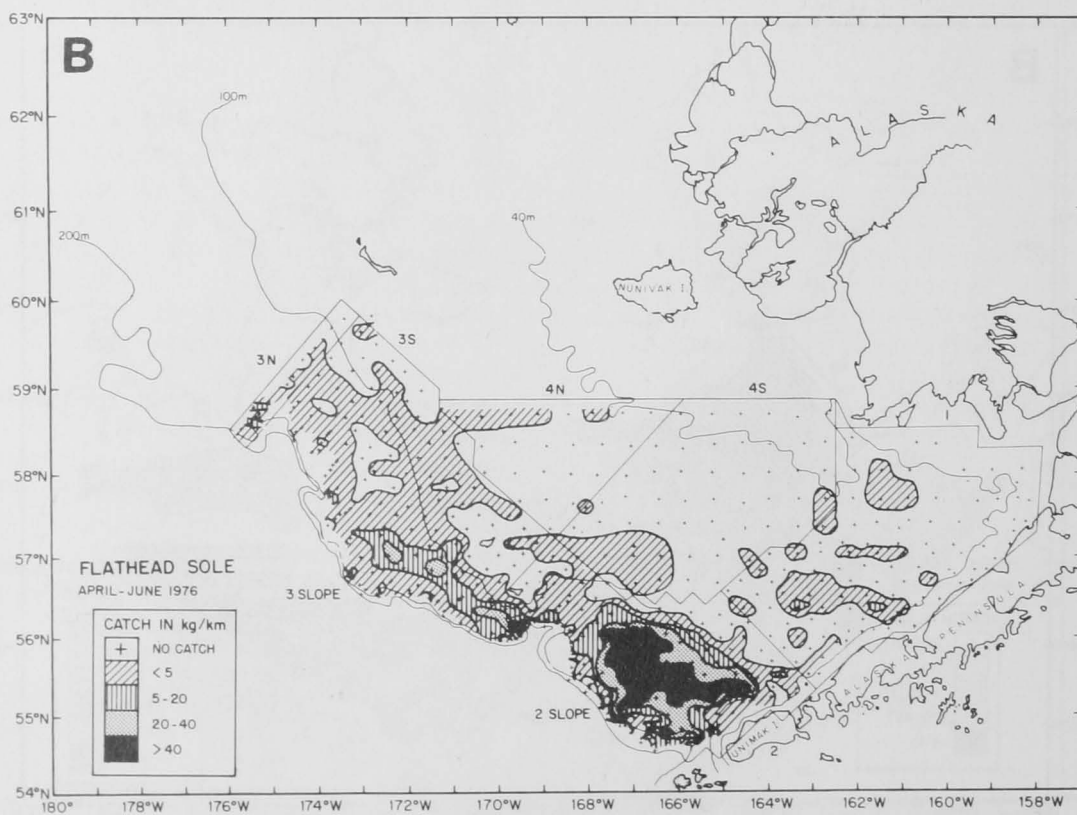 B
63°N
62°N
61°N
60°N
59°N
58°N
57°N
56°N
55°N
54°N
100m
200m
40m
ALASKA
NUNIVAK I.
3N
3S
4N
4S
FLATHEAD SOLE
APRIL-JUNE 1976
3 SLOPE
CATCH IN kg/km
+ NO CATCH
<5
5-20
20-40
>40
2 SLOPE
ALASKA PENINSULA
UNIMAK I.
2
180° 178°W 176°W 174°W 172°W 170°W 168°W 166°W 164°W 162°W 160°W 158°W